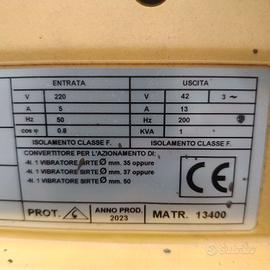 ENTRATA USCITA
V 220 V 42 3 ~
A 5 A 13
Hz 50 Hz 200
cos φ 0.8 KVA 1
ISOLAMENTO CLASSE F. ISOLAMENTO CLASSE F.
CONVERTITORE PER L'AZIONAMENTO DI:
-N. 1 VIBRATORE SIRTE Ø mm. 35 oppure
-N. 1 VIBRATORE SIRTE Ø mm. 37 oppure
-N. 1 VIBRATORE SIRTE Ø mm. 50
CE
PROT. ANNO PROD. 2023 MATR. 13400
subito.it